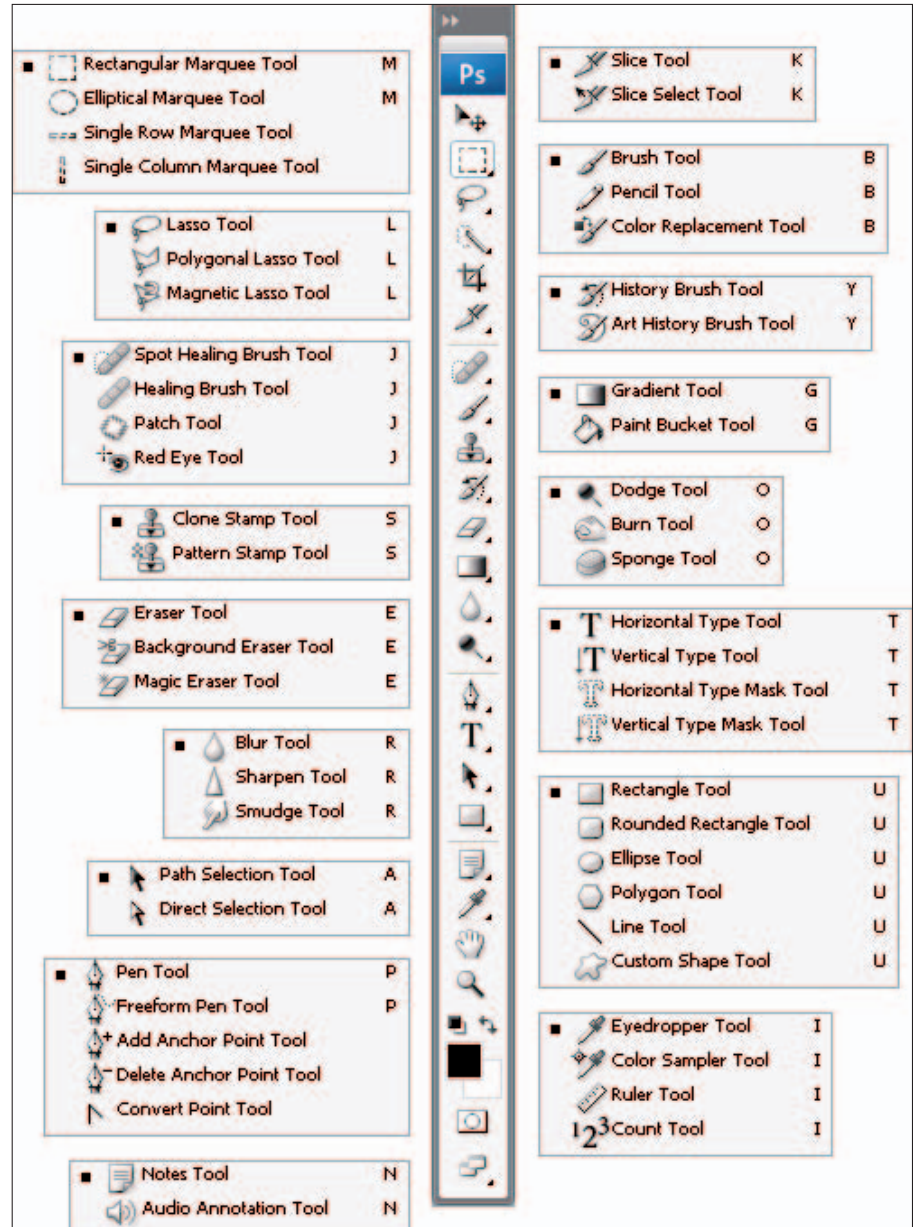 Rectangular Marquee Tool M
Elliptical Marquee Tool M
Single Row Marquee Tool
Single Column Marquee Tool
Lasso Tool L
Polygonal Lasso Tool L
Magnetic Lasso Tool L
Spot Healing Brush Tool J
Healing Brush Tool J
Patch Tool J
Red Eye Tool J
Clone Stamp Tool S
Pattern Stamp Tool S
Eraser Tool E
Background Eraser Tool E
Magic Eraser Tool E
Blur Tool R
Sharpen Tool R
Smudge Tool R
Path Selection Tool A
Direct Selection Tool A
Pen Tool P
Freeform Pen Tool P
Add Anchor Point Tool
Delete Anchor Point Tool
Convert Point Tool
Notes Tool N
Audio Annotation Tool N
Ps
T
Slice Tool K
Slice Select Tool K
Brush Tool B
Pencil Tool B
Color Replacement Tool B
History Brush Tool Y
Art History Brush Tool Y
Gradient Tool G
Paint Bucket Tool G
Dodge Tool O
Burn Tool O
Sponge Tool O
T Horizontal Type Tool T
T Vertical Type Tool T
T Horizontal Type Mask Tool T
T Vertical Type Mask Tool T
Rectangle Tool U
Rounded Rectangle Tool U
Ellipse Tool U
Polygon Tool U
Line Tool U
Custom Shape Tool U
Eyedropper Tool I
Color Sampler Tool I
Ruler Tool I
123 Count Tool I